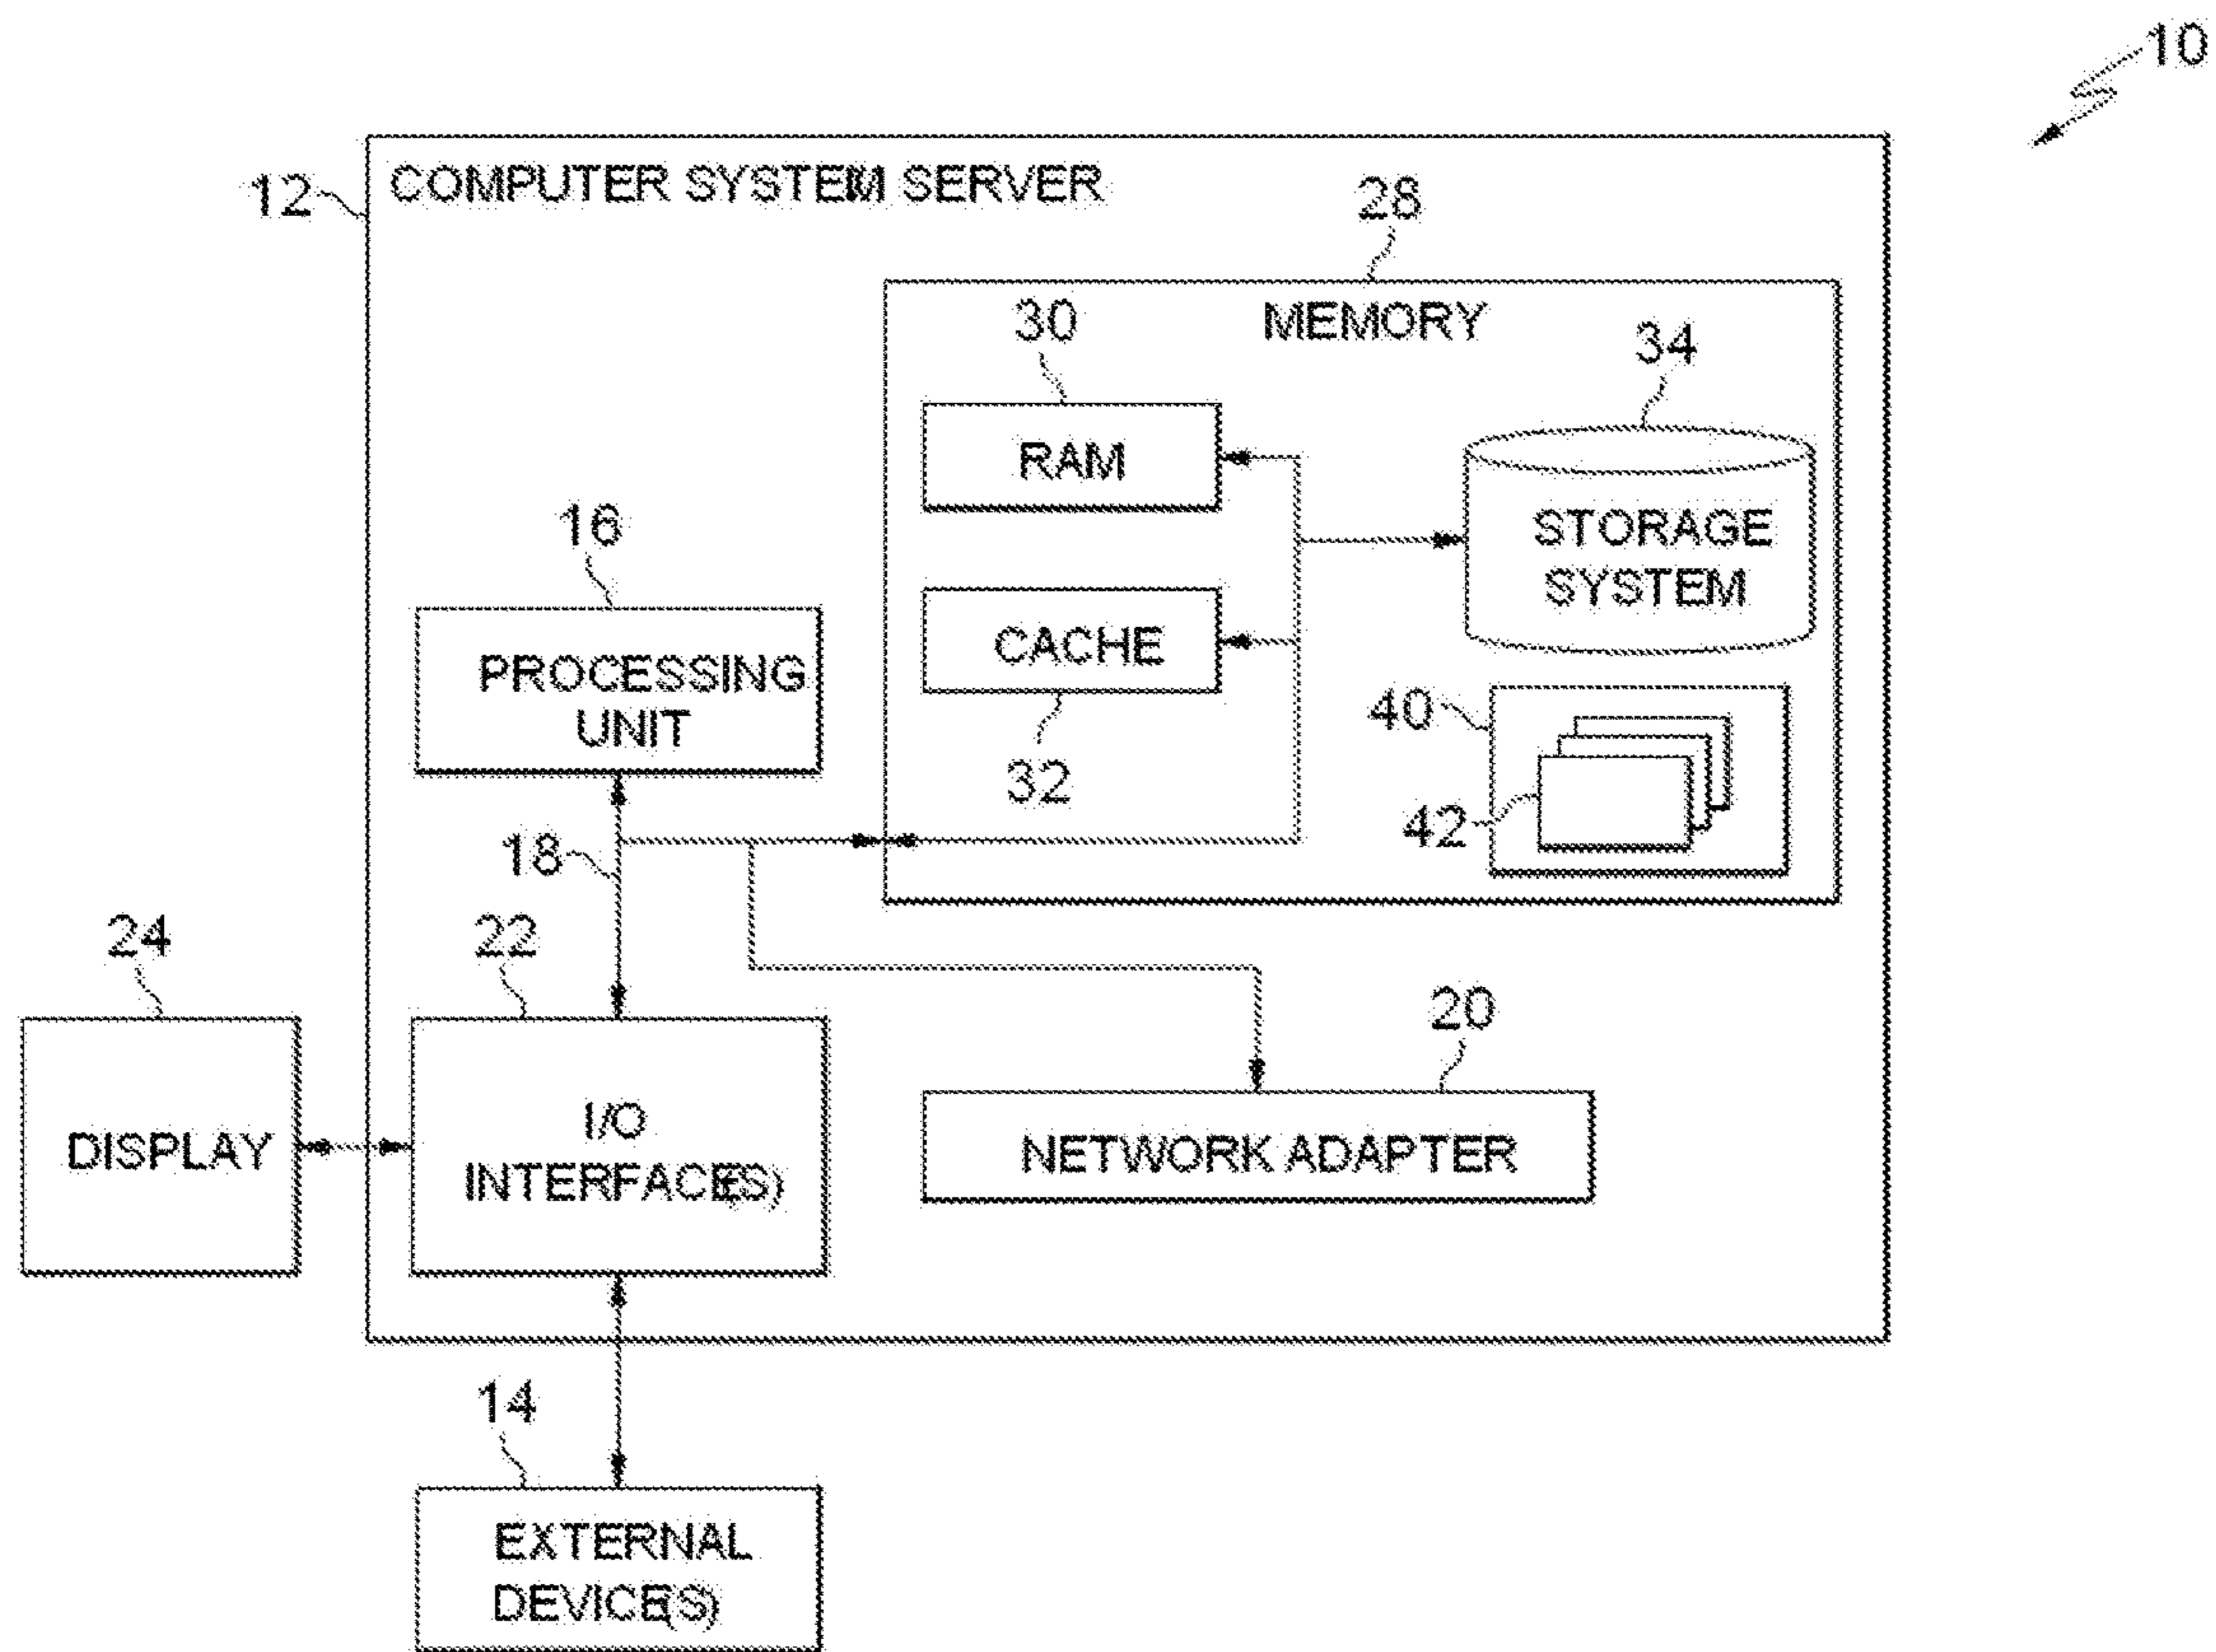 10
12
COMPUTER SYSTEM SERVER
28
MEMORY
30
34
RAM
STORAGE
SYSTEM
16
PROCESSING
UNIT
CACHE
32
40
42
18
24
22
20
DISPLAY
I/O
INTERFACE(S)
NETWORK ADAPTER
14
EXTERNAL
DEVICE(S)